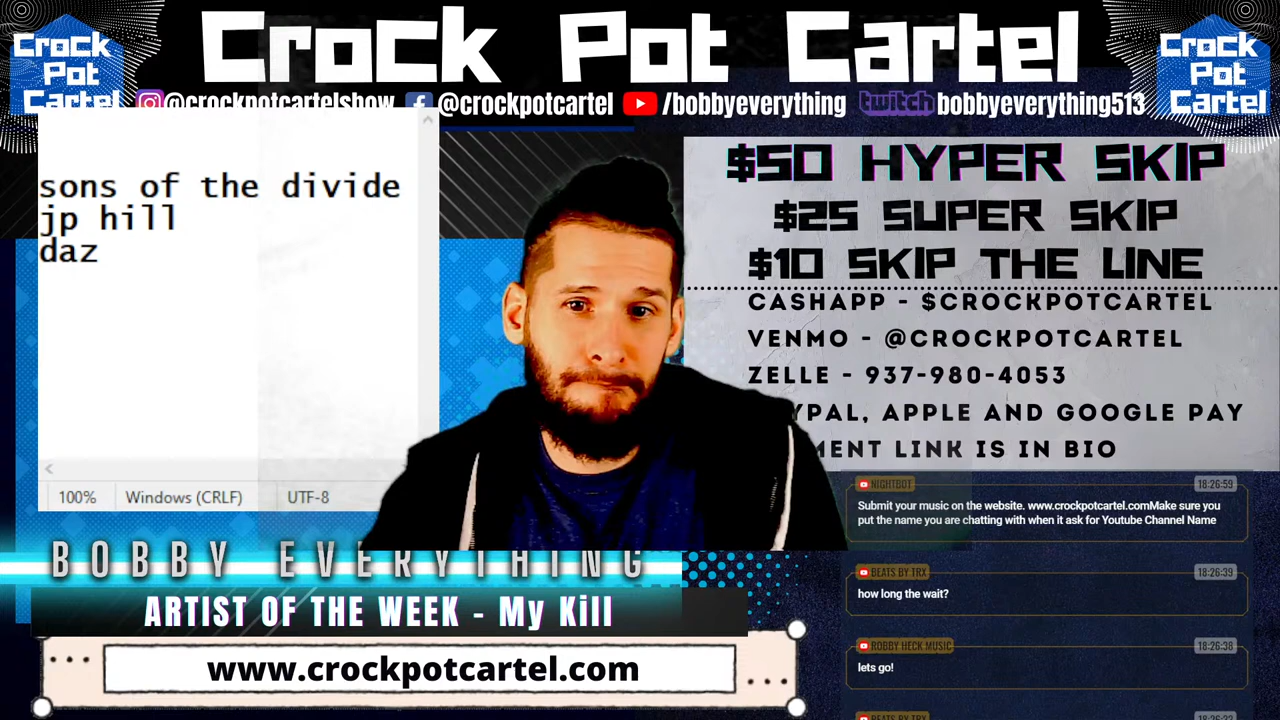 Crock Pot Cartel
Crock
Pot
Cartel
Crock
Pot
Cartel
@crockpotcartelshow @crockpotcartel /bobbyeverything twitch bobbyeverything513
sons of the divide
jp hill
daz
100% Windows (CRLF) UTF-8
$50 HYPER SKIP
$25 SUPER SKIP
$10 SKIP THE LINE
CASHAPP - $CROCKPOTCARTEL
VENMO - @CROCKPOTCARTEL
ZELLE - 937-980-4053
YPAL, APPLE AND GOOGLE PAY
MENT LINK IS IN BIO
NIGHTBOT 18:26:59
Submit your music on the website. www.crockpotcartel.comMake sure you
put the name you are chatting with when it ask for Youtube Channel Name
BEATS BY TRX 18:26:39
how long the wait?
ROBBY HECK MUSIC 18:26:38
lets go!
BOBBY EVERYTHING
ARTIST OF THE WEEK - My Kill
www.crockpotcartel.com